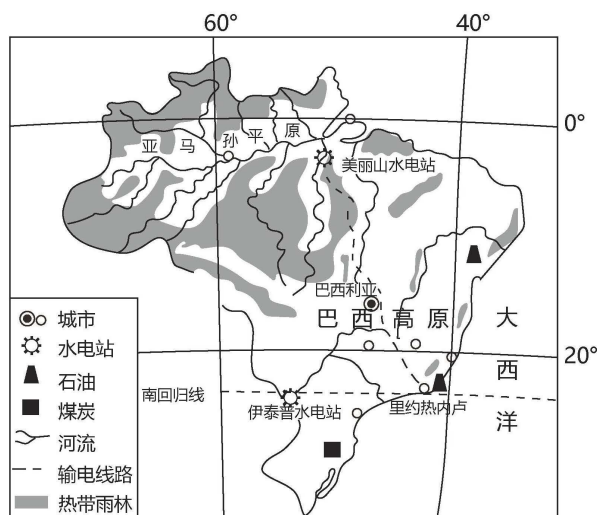 60°
40°
0°
亚马孙平原
美丽山水电站
巴西利亚
巴西高原
大西洋
20°
南回归线
伊泰普水电站
里约热内卢
城市
水电站
石油
煤炭
河流
输电线路
热带雨林